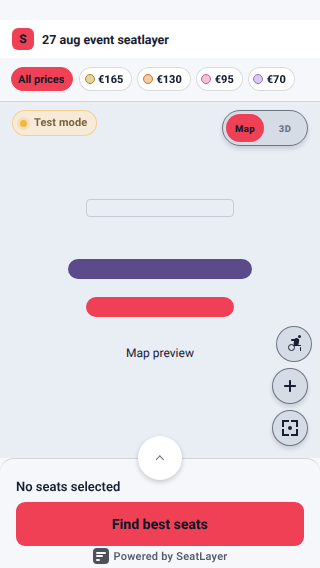 S 27 aug event seatlayer
All prices €165 €130 €95 €70
Test mode
Map 3D
Map preview
No seats selected
Find best seats
Powered by SeatLayer